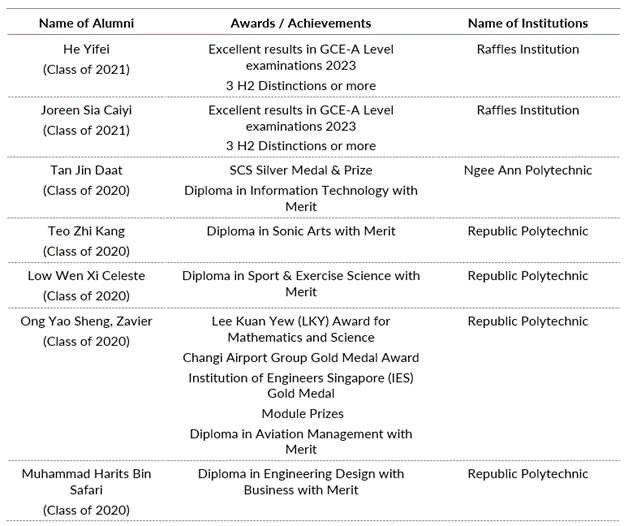 Name of Alumni Awards / Achievements Name of Institutions
He Yifei Excellent results in GCE-A Level Raffles Institution
(Class of 2021) examinations 2023
3 H2 Distinctions or more
Joreen Sia Caiyi Excellent results in GCE-A Level Raffles Institution
(Class of 2021) examinations 2023
3 H2 Distinctions or more
Tan Jin Daat SCS Silver Medal & Prize Ngee Ann Polytechnic
(Class of 2020) Diploma in Information Technology with
Merit
Teo Zhi Kang Diploma in Sonic Arts with Merit Republic Polytechnic
(Class of 2020)
Low Wen Xi Celeste Diploma in Sport & Exercise Science with Republic Polytechnic
(Class of 2020) Merit
Ong Yao Sheng, Zavier Lee Kuan Yew (LKY) Award for Republic Polytechnic
(Class of 2020) Mathematics and Science
Changi Airport Group Gold Medal Award
Institution of Engineers Singapore (IES)
Gold Medal
Module Prizes
Diploma in Aviation Management with
Merit
Muhammad Harits Bin Diploma in Engineering Design with Republic Polytechnic
Safari Business with Merit
(Class of 2020)